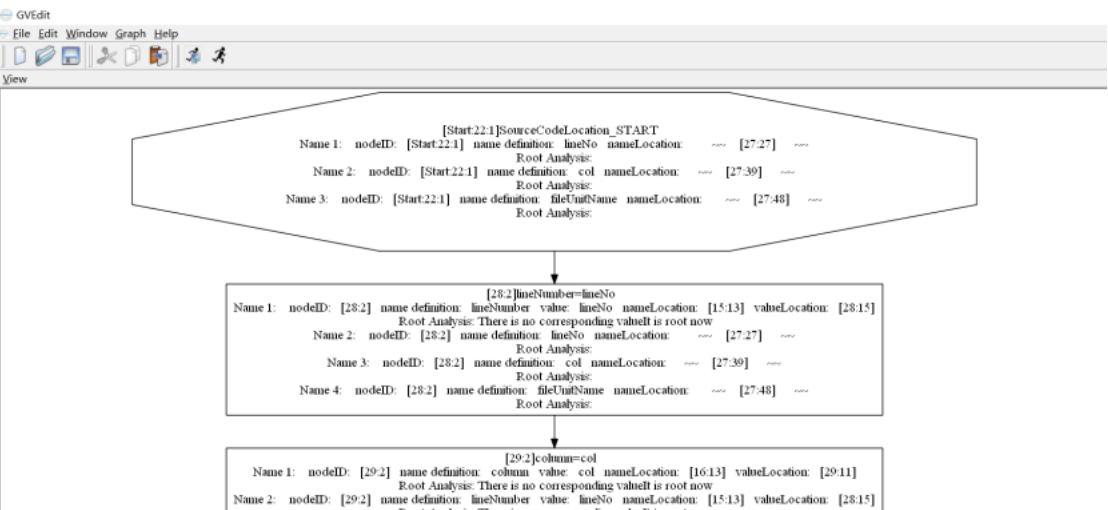 GVEdit
File Edit Window Graph Help
View
[Start:22:1]SourceCodeLocation_START
Name 1: nodeID: [Start:22:1] name definition: lineNo nameLocation: ~~ [27:27] ~~
Root Analysis:
Name 2: nodeID: [Start:22:1] name definition: col nameLocation: ~~ [27:39] ~~
Root Analysis:
Name 3: nodeID: [Start:22:1] name definition: fileUnitName nameLocation: ~~ [27:48] ~~
Root Analysis:
[28:2]lineNumber=lineNo
Name 1: nodeID: [28:2] name definition: lineNumber value: lineNo nameLocation: [15:13] valueLocation: [28:15]
Root Analysis: There is no corresponding valueIt is root now
Name 2: nodeID: [28:2] name definition: lineNo nameLocation: ~~ [27:27] ~~
Root Analysis:
Name 3: nodeID: [28:2] name definition: col nameLocation: ~~ [27:39] ~~
Root Analysis:
Name 4: nodeID: [28:2] name definition: fileUnitName nameLocation: ~~ [27:48] ~~
Root Analysis:
[29:2]column=col
Name 1: nodeID: [29:2] name definition: column value: col nameLocation: [16:13] valueLocation: [29:11]
Root Analysis: There is no corresponding valueIt is root now
Name 2: nodeID: [29:2] name definition: lineNumber value: lineNo nameLocation: [15:13] valueLocation: [28:15]